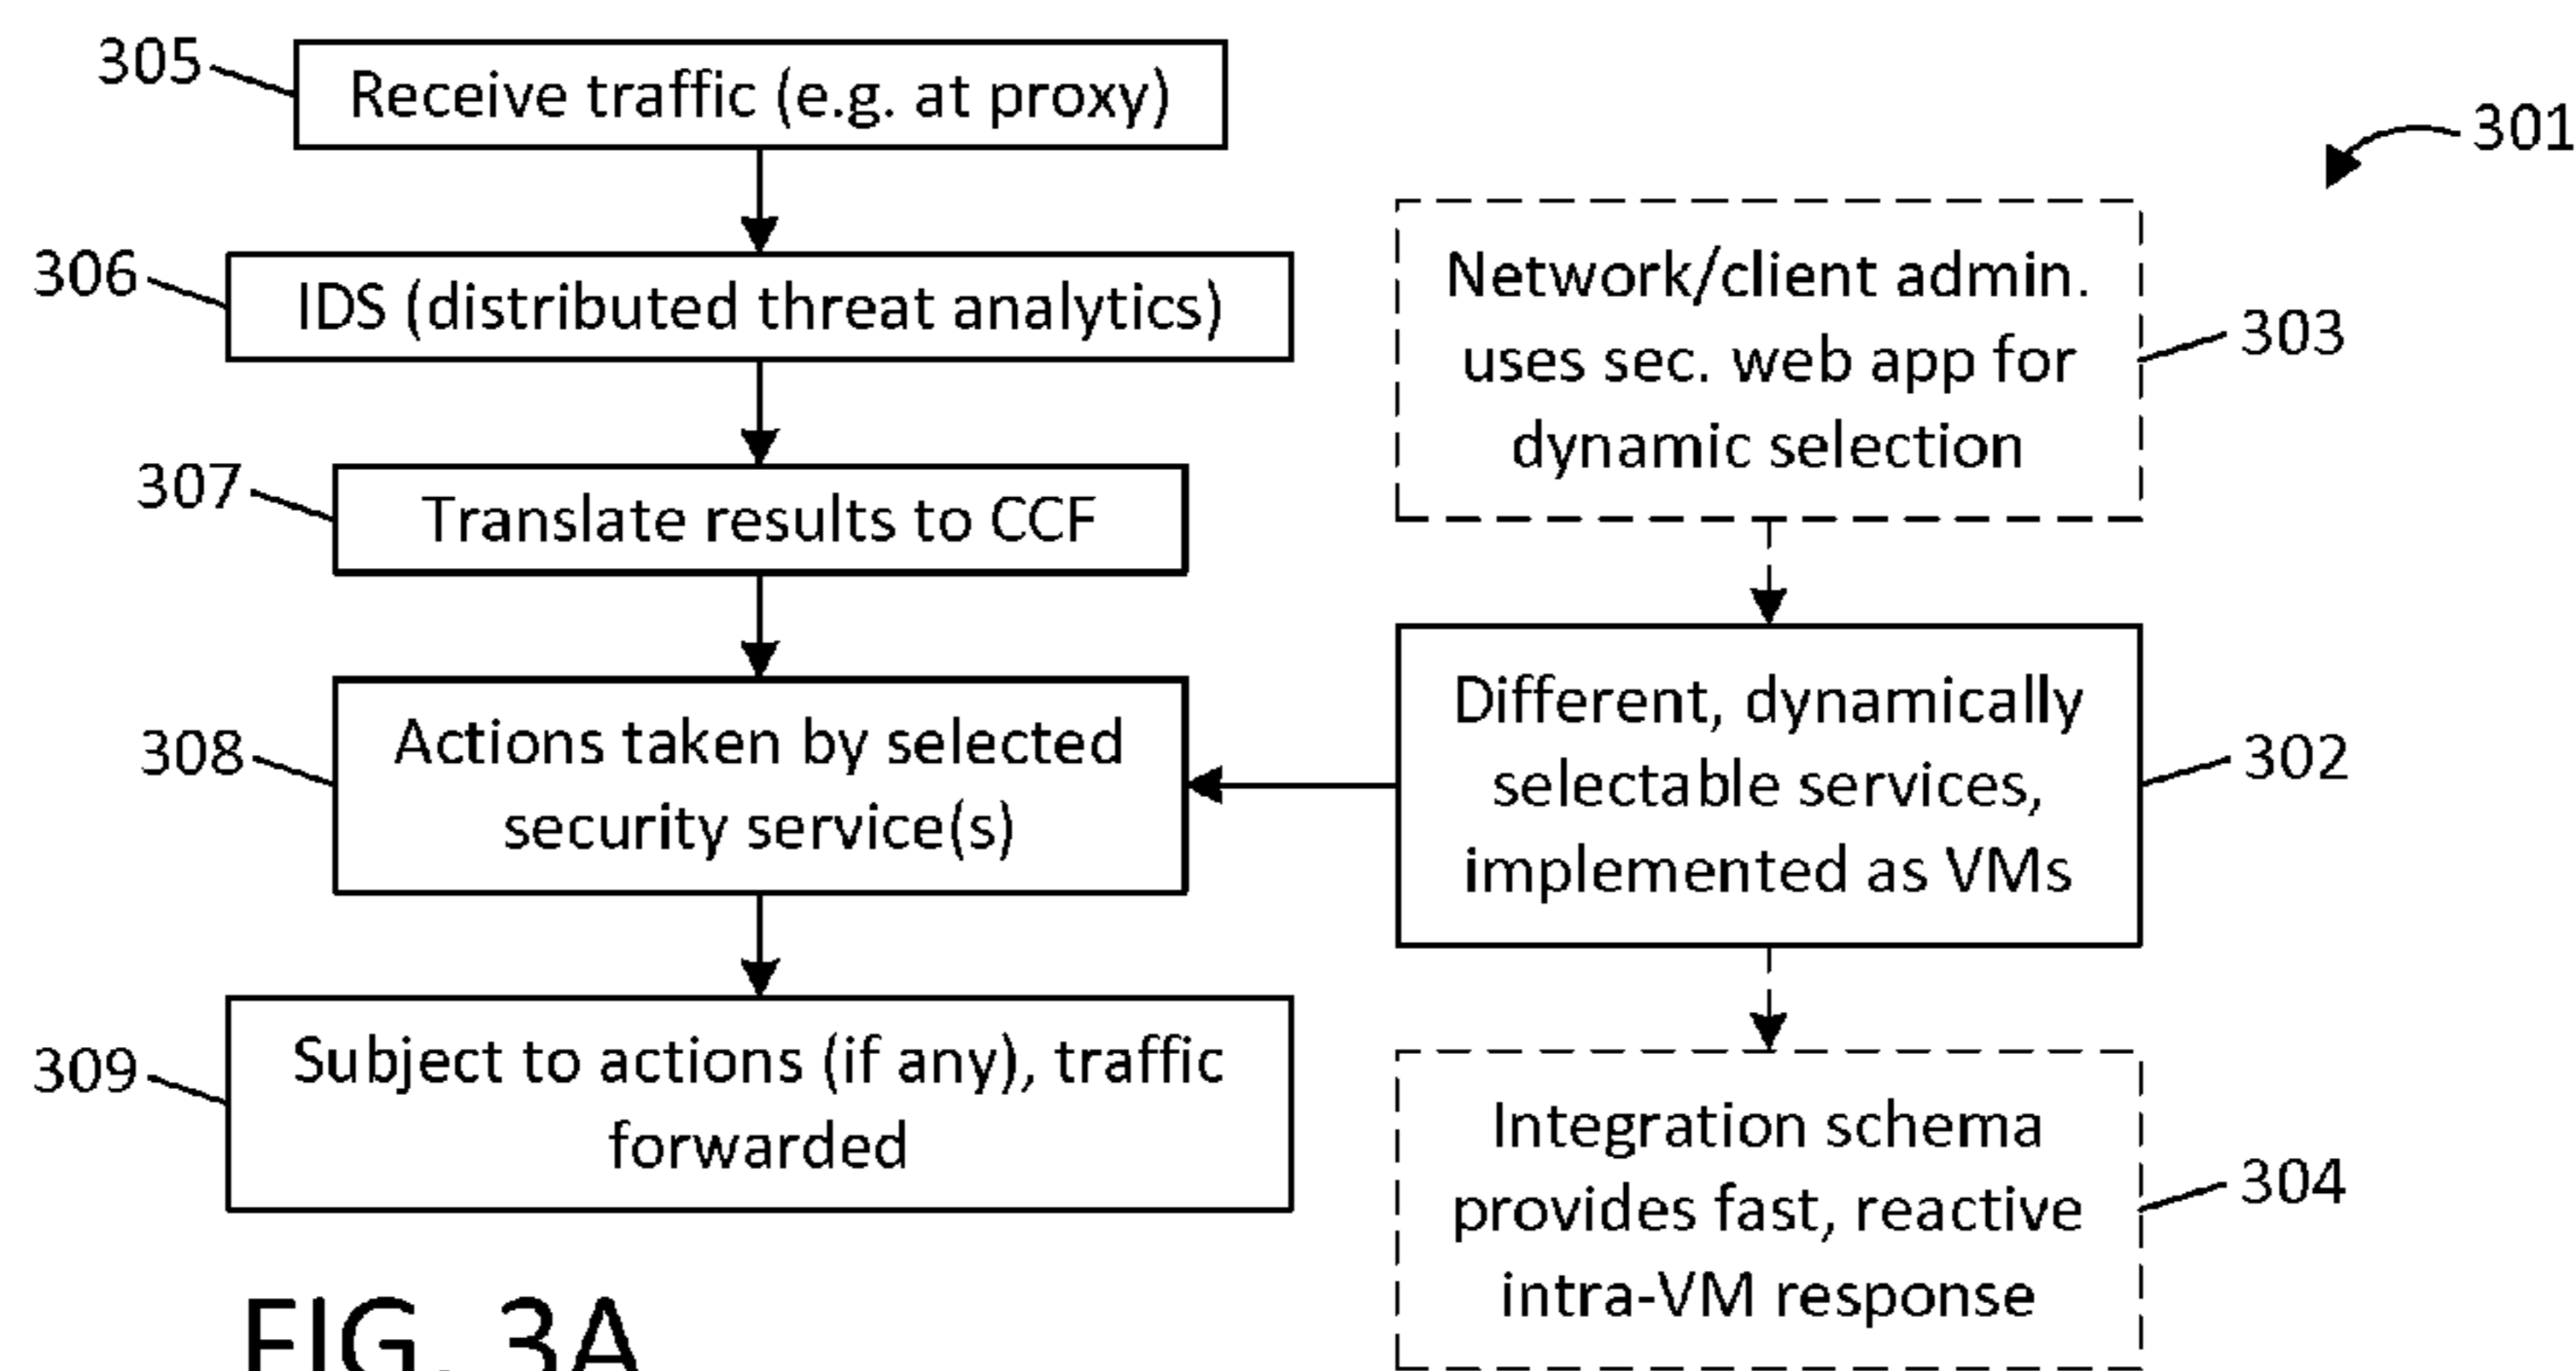 305
Receive traffic (e.g. at proxy)
301
306
IDS (distributed threat analytics)
Network/client admin.
uses sec. web app for
dynamic selection
303
307
Translate results to CCF
308
Actions taken by selected
security service(s)
Different, dynamically
selectable services,
implemented as VMs
302
309
Subject to actions (if any), traffic
forwarded
Integration schema
provides fast, reactive
intra-VM response
304
FIG. 3A